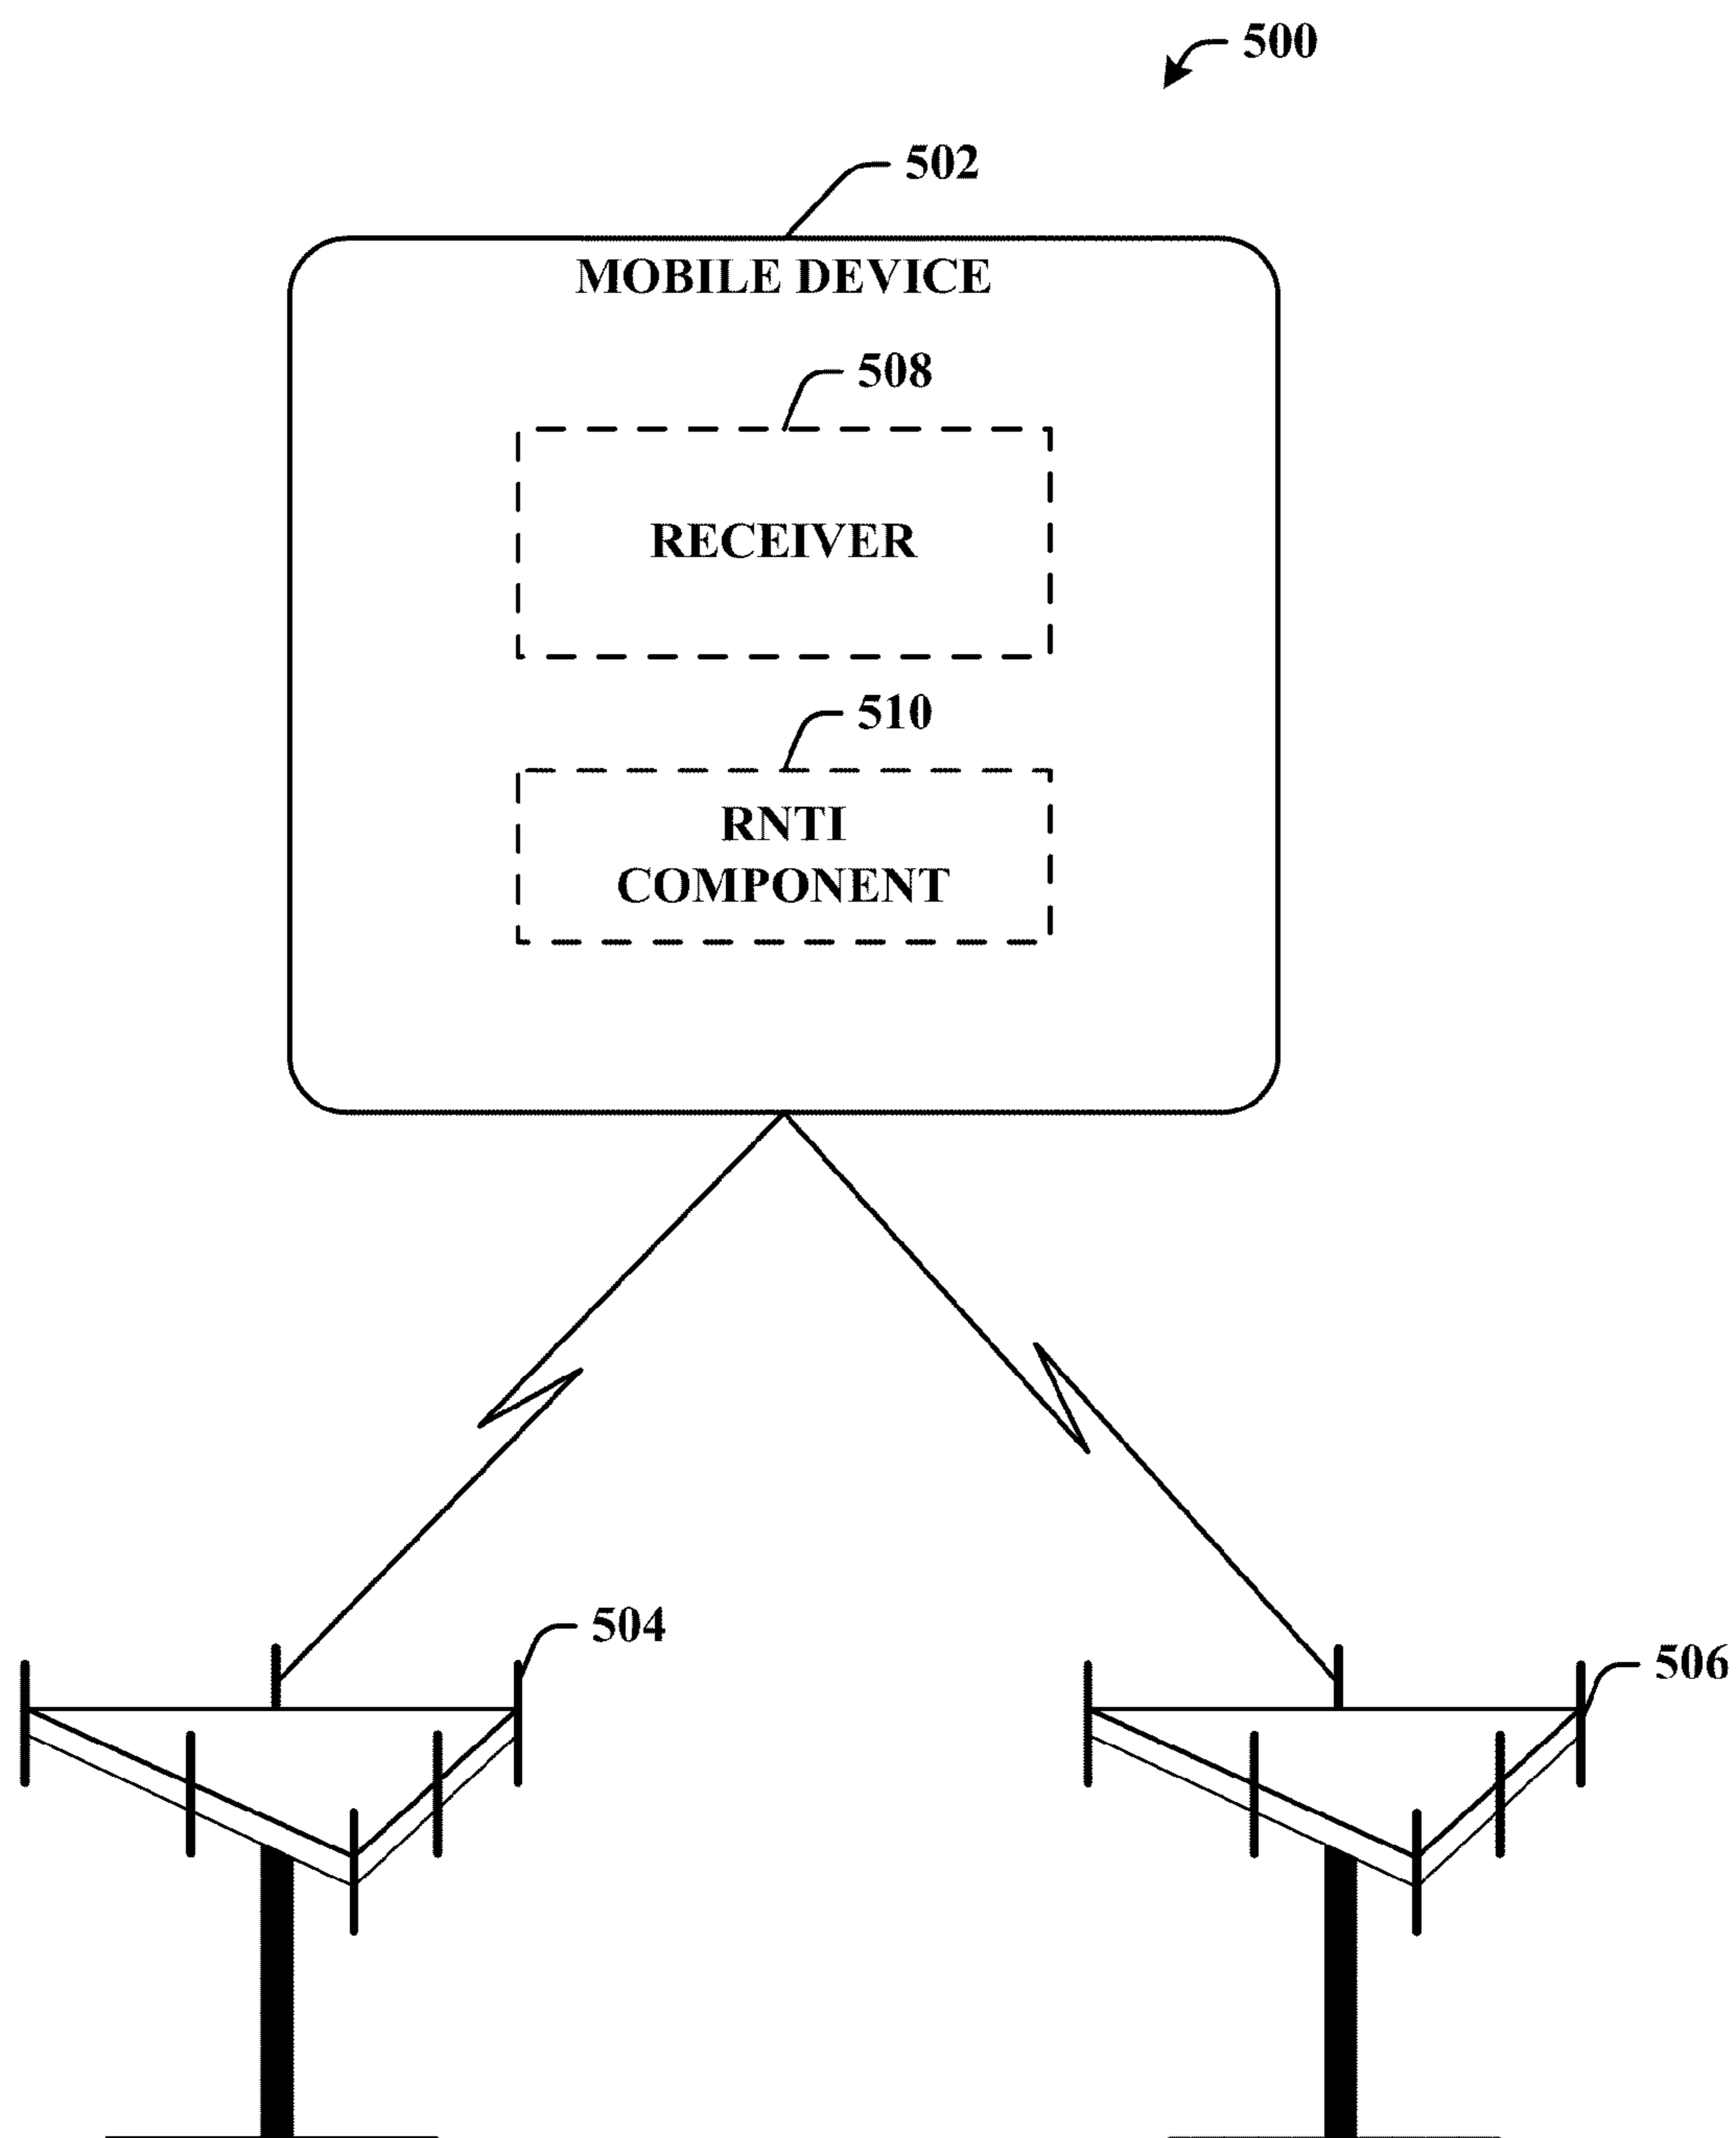 500
502
MOBILE DEVICE
508
RECEIVER
510
RNTI
COMPONENT
504
506